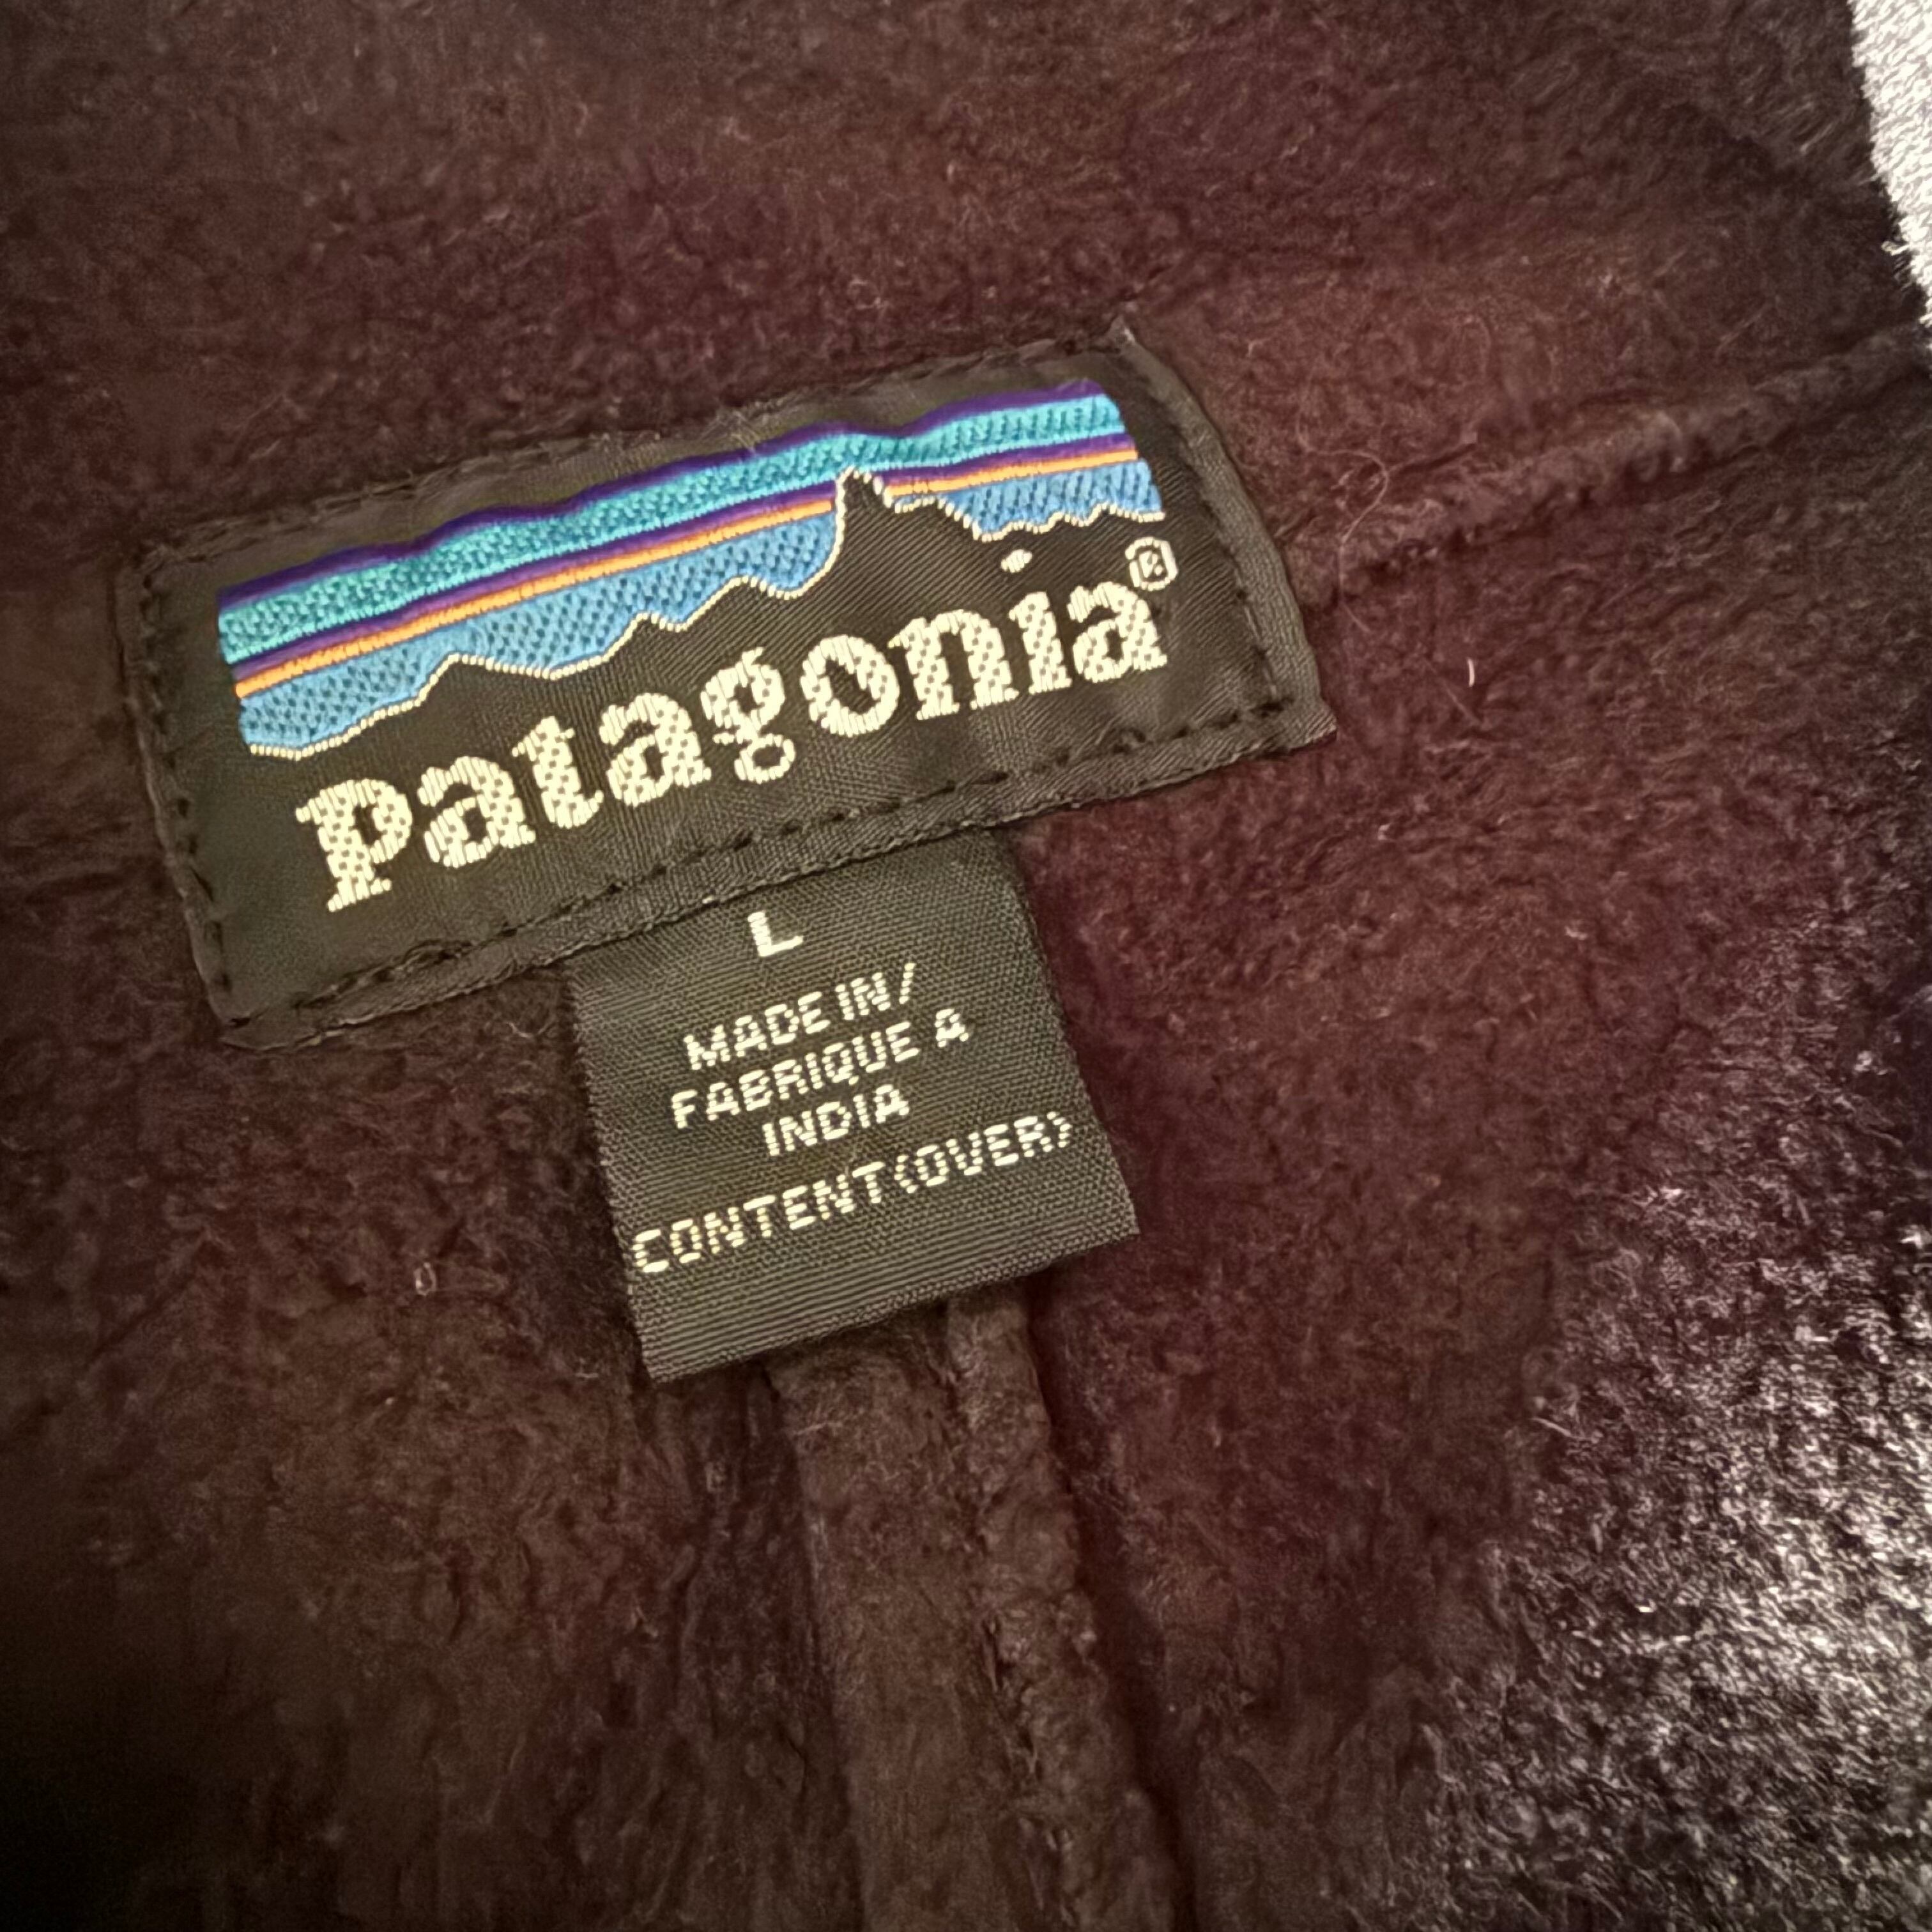 patagonia®
L
MADE IN/
FABRIQUE A
INDIA
CONTENT(OVER)